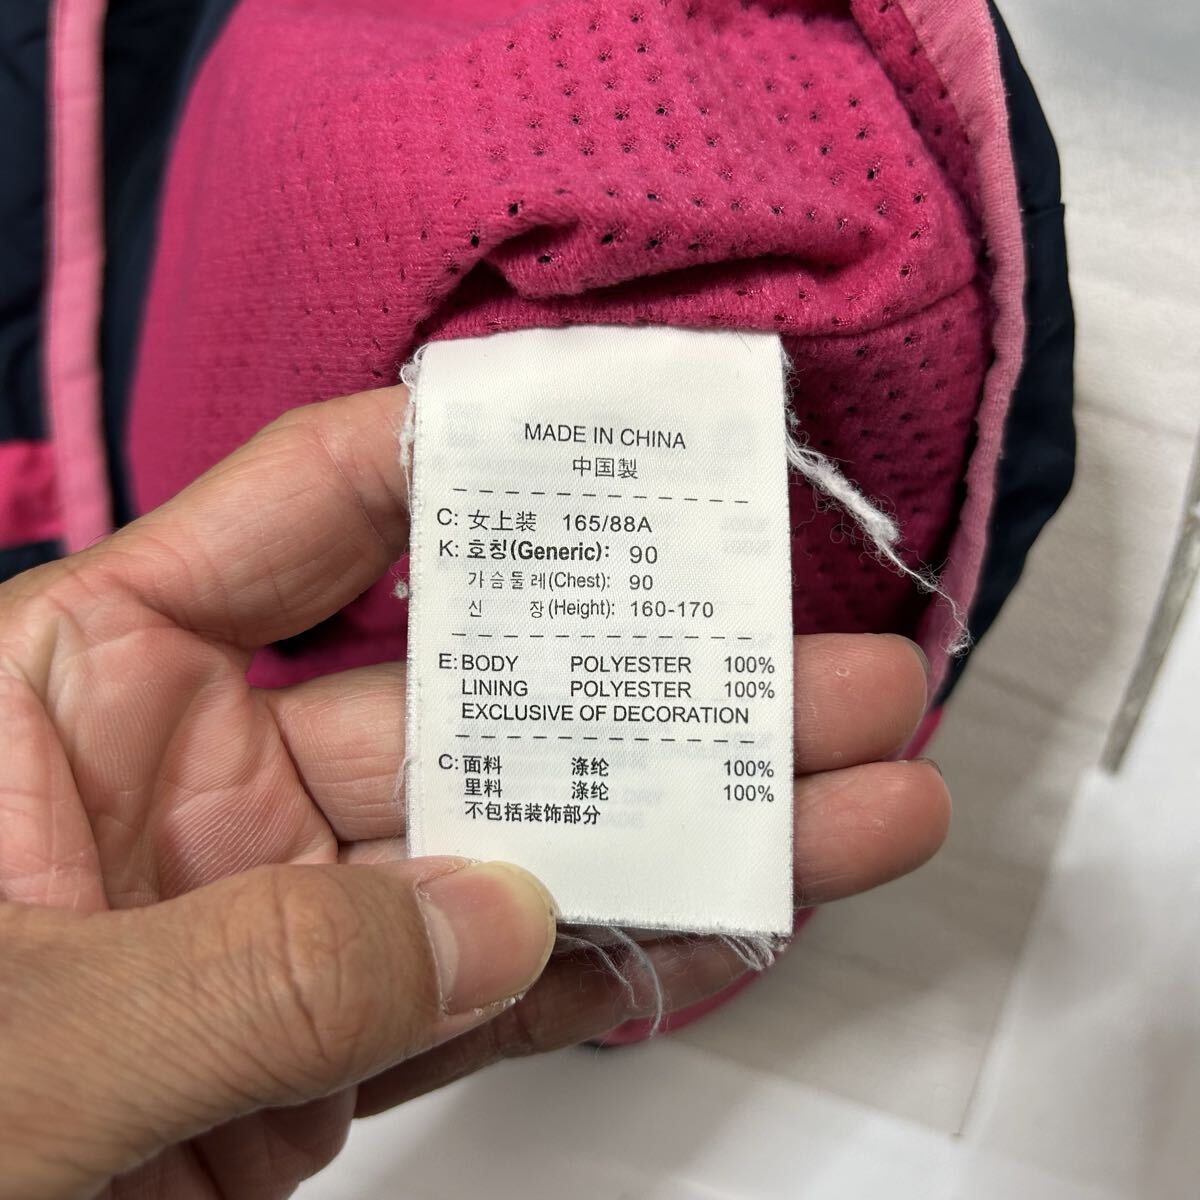 MADE IN CHINA
中国製
C: 女上装 165/88A
K: 호칭(Generic): 90
가슴둘레(Chest): 90
신 장(Height): 160-170
E: BODY POLYESTER 100%
LINING POLYESTER 100%
EXCLUSIVE OF DECORATION
C: 面料 涤纶 100%
里料 涤纶 100%
不包括装饰部分